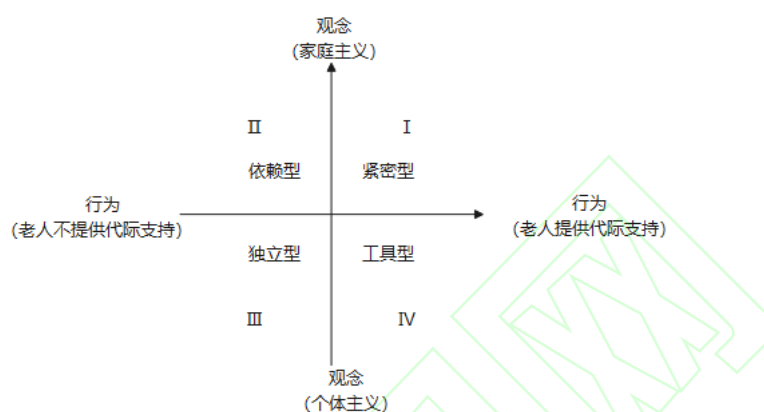 观念
(家庭主义)
Ⅱ
Ⅰ
依赖型
紧密型
行为
(老人不提供代际支持)
行为
(老人提供代际支持)
独立型
工具型
Ⅲ
Ⅳ
观念
(个体主义)